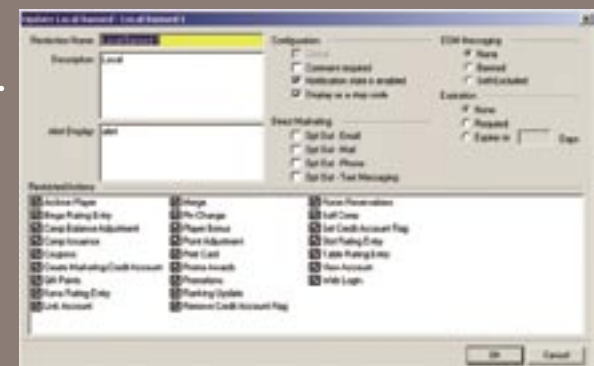 Update Local Banned - Local Banned 1
Restriction Name:
Description: Local
Alert Display: alert
Configuration
Comment required
Notification state is enabled
Display as a stop code
Direct Marketing
Opt Out - Email
Opt Out - Mail
Opt Out - Phone
Opt Out - Text Messaging
Messaging
None
Banned
Self Excluded
Expiration
None
Required
Expires in
Days
Restricted Actions
Archive Player
Bingo Rating Entry
Comp Balance Adjustment
Comp Issuance
Coupons
Create Marketing Credit Account
Gift Points
Keno Rating Entry
Link Account
Merge
Pin Change
Player Bonus
Point Adjustment
Print Card
Promo Awards
Promotions
Ranking Update
Remove Credit Account Flag
Room Reservations
Self Comp
Set Credit Account Flag
Slot Rating Entry
Table Rating Entry
View Account
Web Login
OK
Cancel